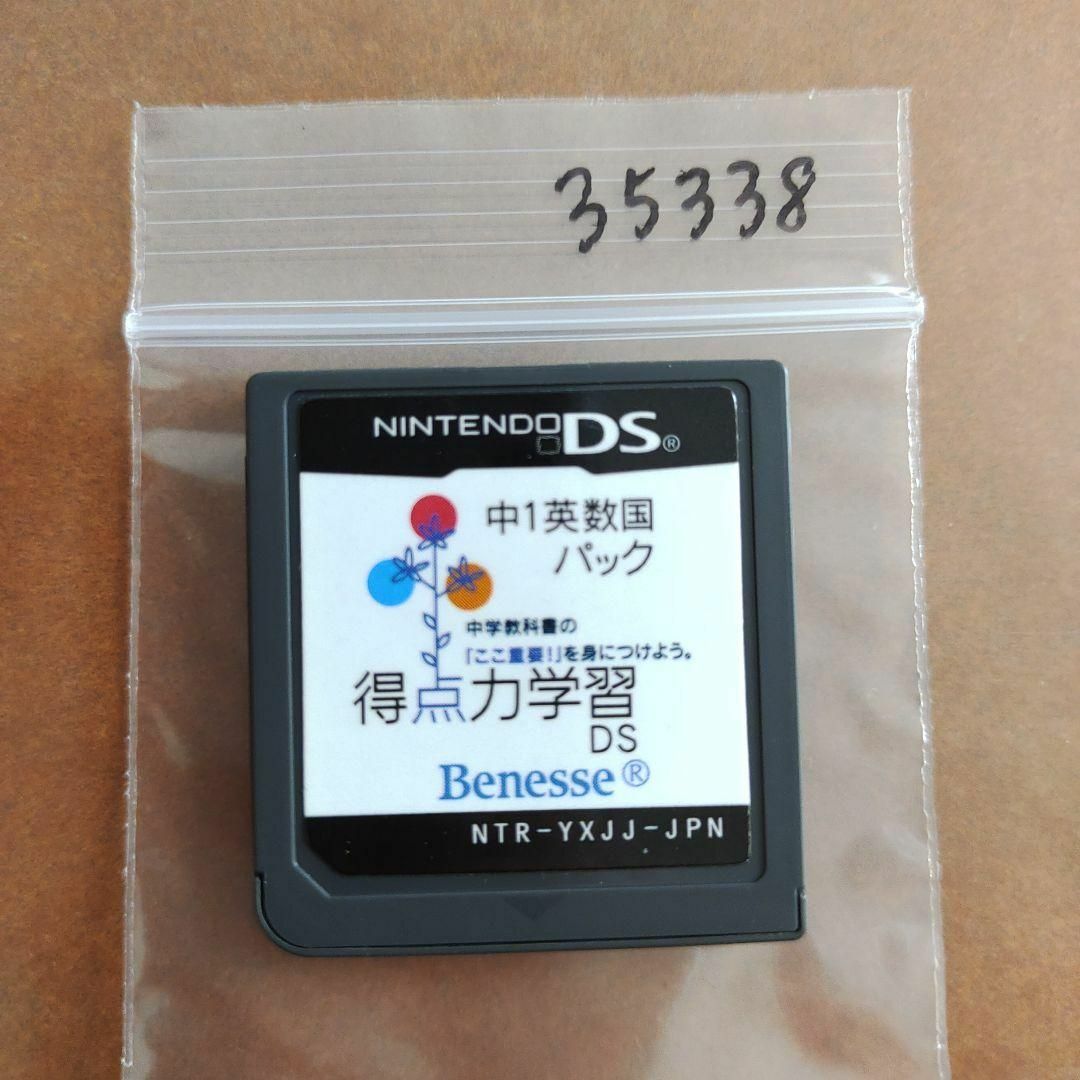 35338
NINTENDO DS®
中1英数国
パック
中学教科書の
「ここ重要!」を身につけよう。
得点力学習
DS
Benesse®
NTR-YXJJ-JPN